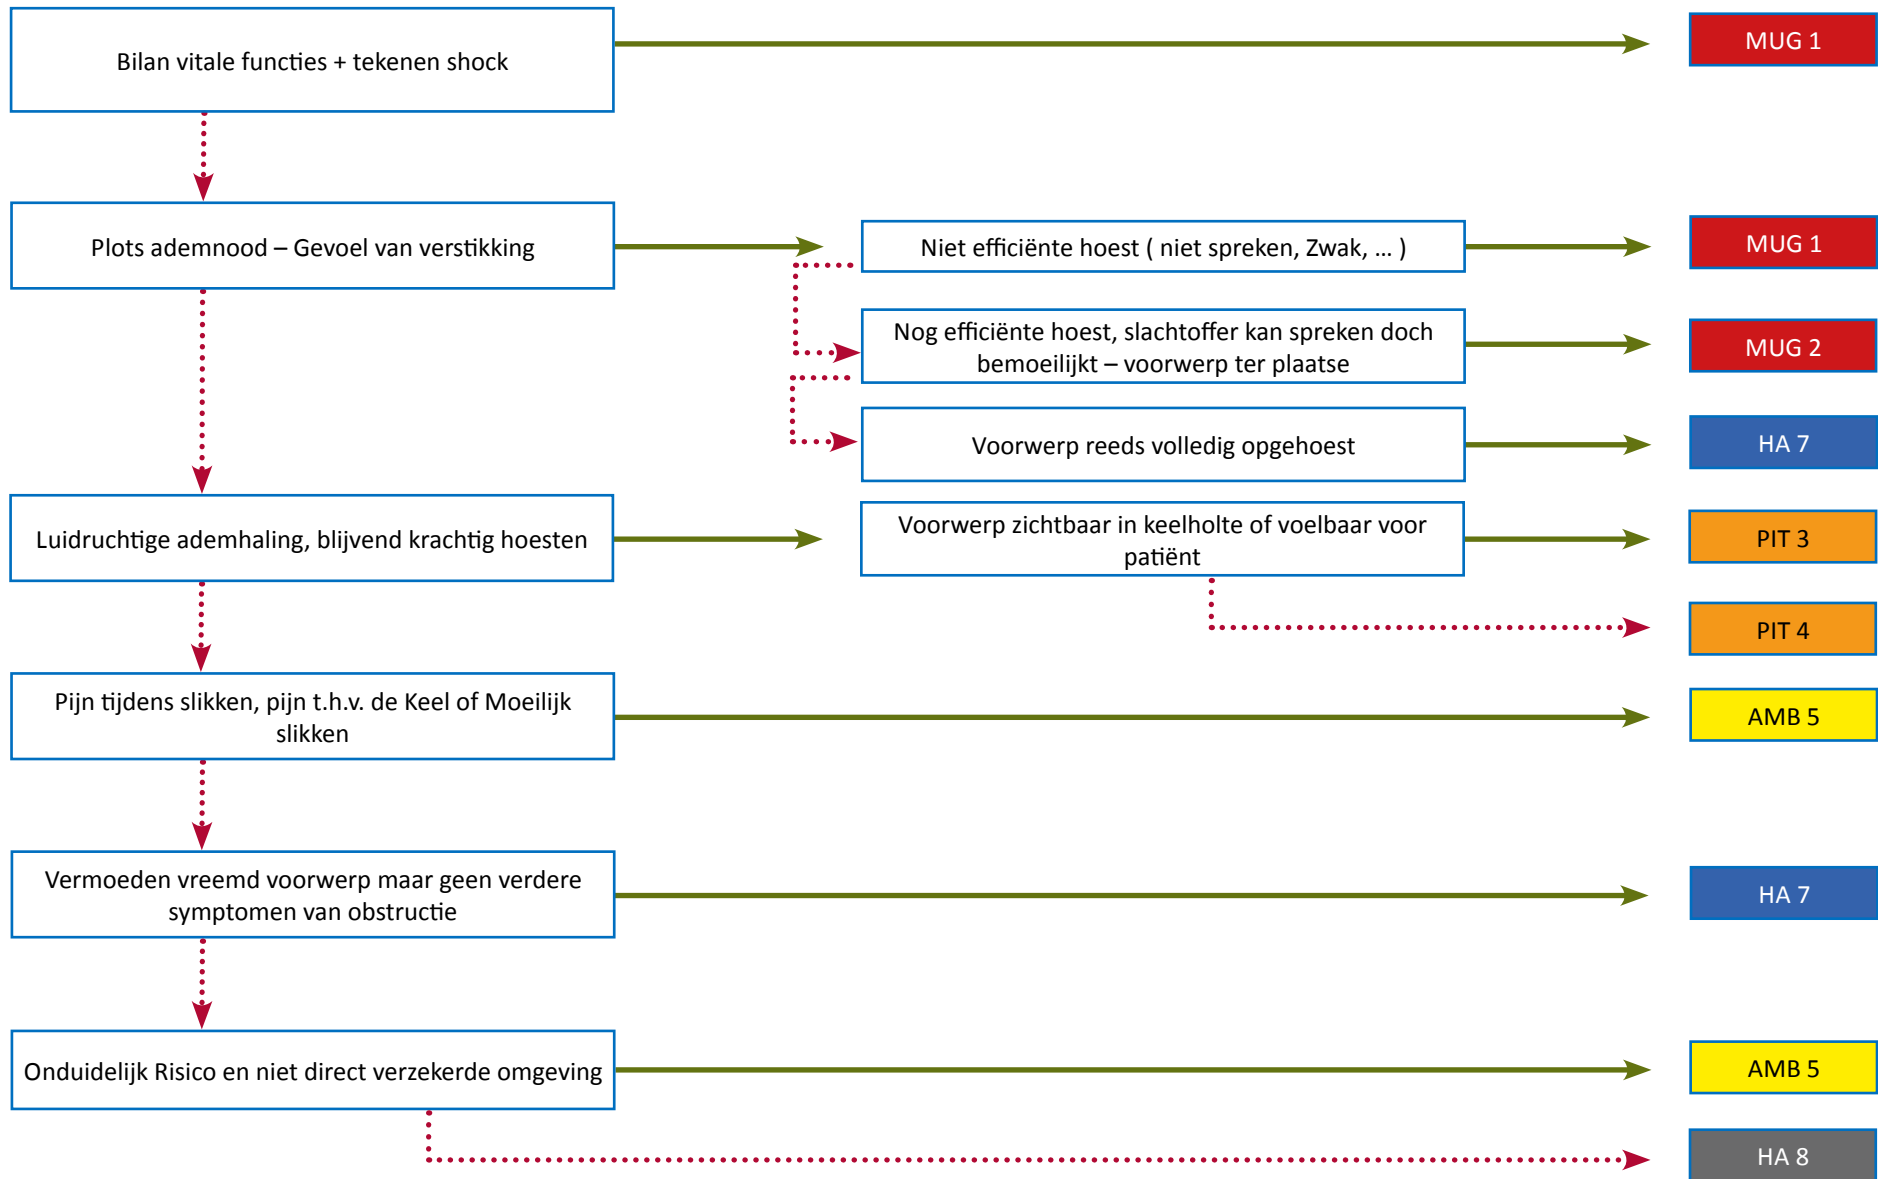 Bilan vitale functies + tekenen shock
MUG 1
Plots ademnood – Gevoel van verstikking
Niet efficiënte hoest ( niet spreken, Zwak, ... )
MUG 1
Nog efficiënte hoest, slachtoffer kan spreken doch
bemoeilijkt – voorwerp ter plaatse
MUG 2
Voorwerp reeds volledig opgehoest
HA 7
Luidruchtige ademhaling, blijvend krachtig hoesten
Voorwerp zichtbaar in keelholte of voelbaar voor
patiënt
PIT 3
PIT 4
Pijn tijdens slikken, pijn t.h.v. de Keel of Moeilijk
slikken
AMB 5
Vermoeden vreemd voorwerp maar geen verdere
symptomen van obstructie
HA 7
Onduidelijk Risico en niet direct verzekerde omgeving
AMB 5
HA 8